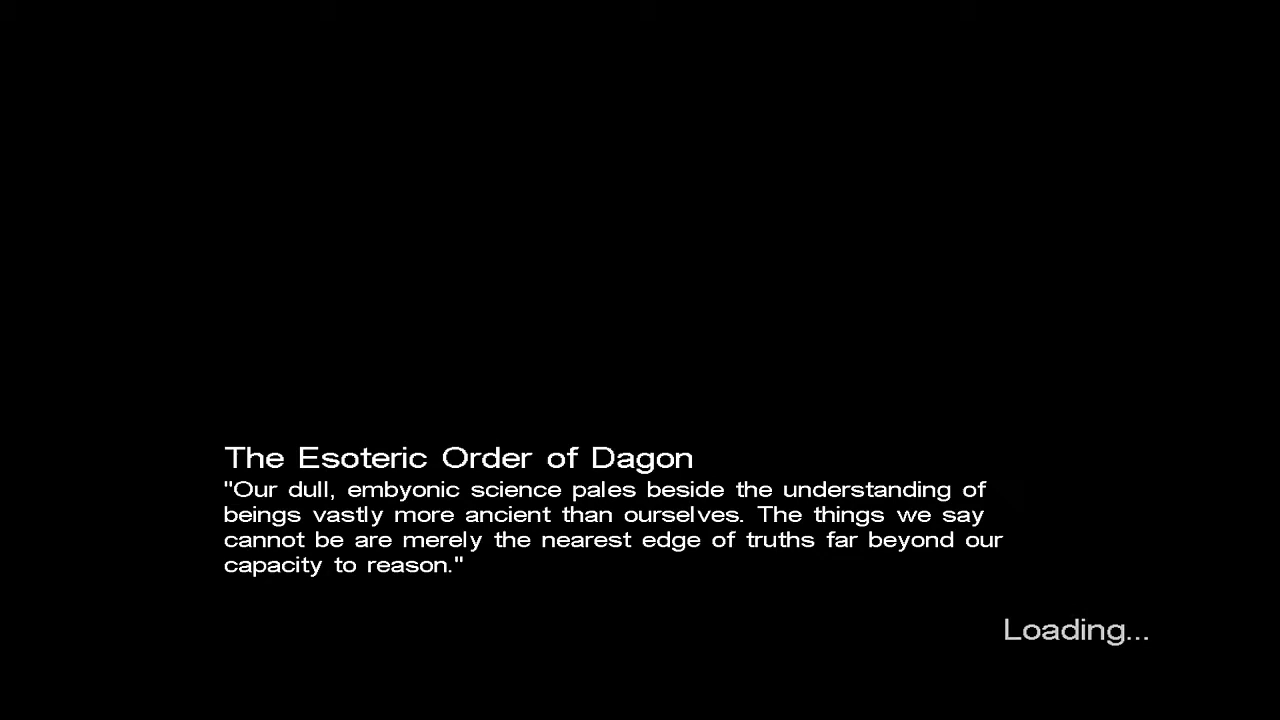 The Esoteric Order of Dagon
"Our dull, embyonic science pales beside the understanding of
beings vastly more ancient than ourselves. The things we say
cannot be are merely the nearest edge of truths far beyond our
capacity to reason."
Loading...